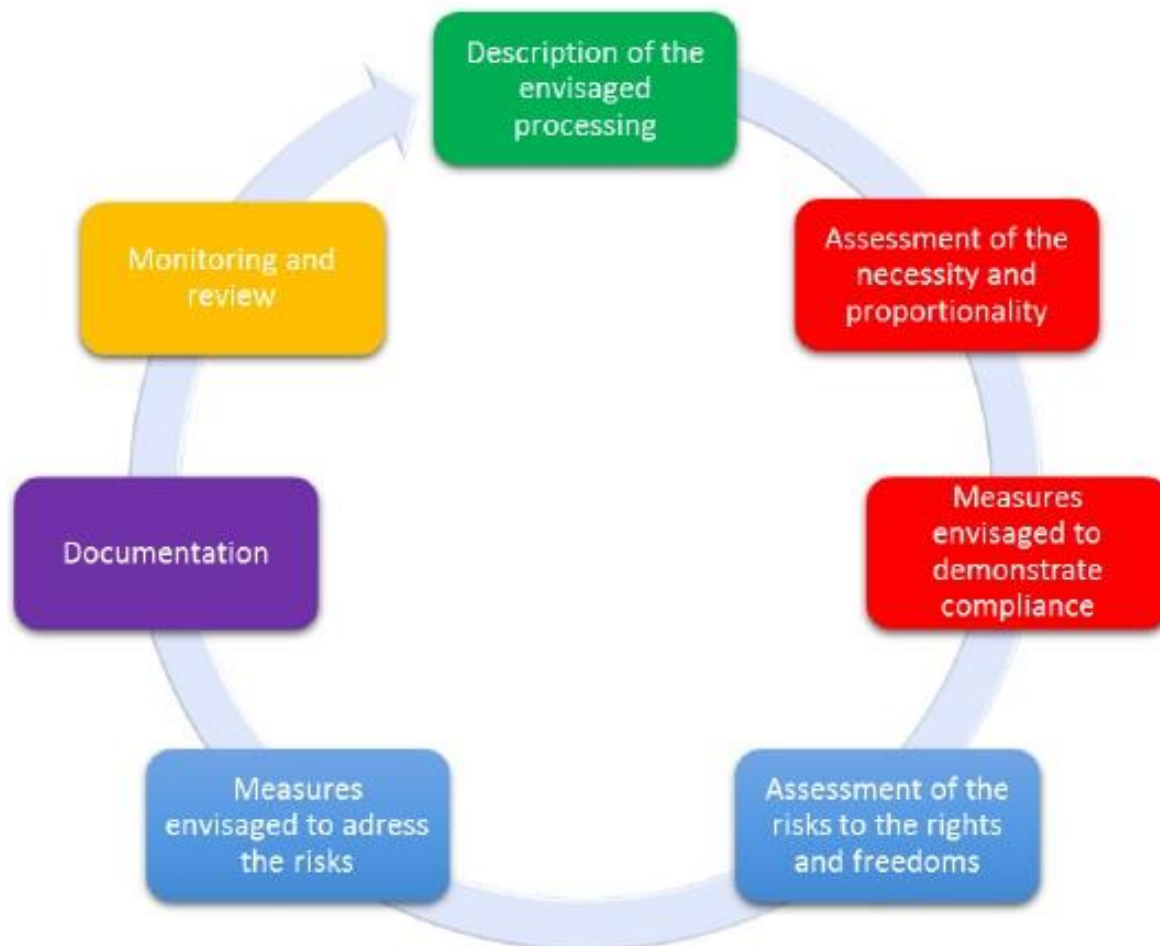 Description of the
envisaged
processing
Assessment of the
necessity and
proportionality
Measures
envisaged to
demonstrate
compliance
Assessment of the
risks to the rights
and freedoms
Measures
envisaged to adress
the risks
Documentation
Monitoring and
review